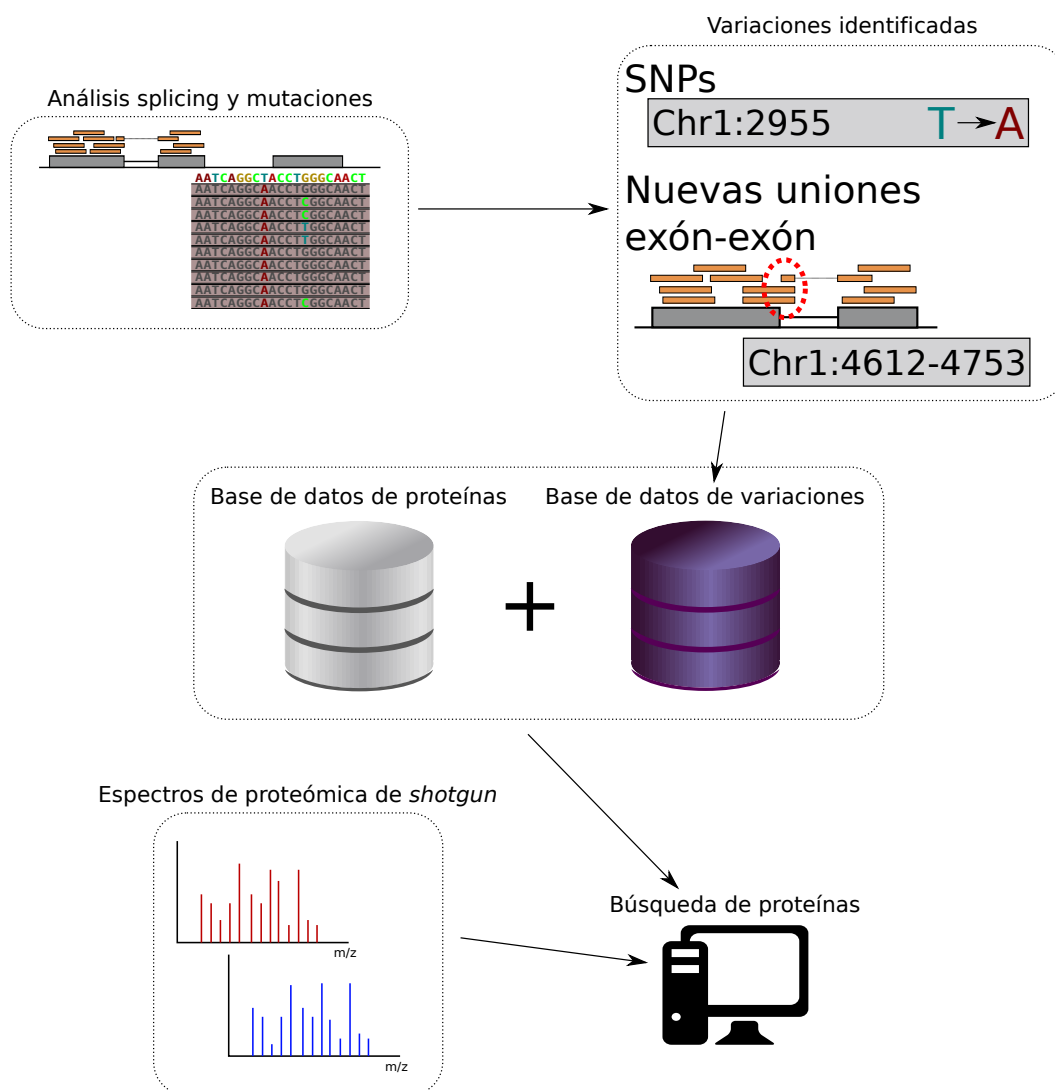 Variaciones identificadas
Análisis splicing y mutaciones
AATCAGGCTACCTGGGCAACT
AATCAGGCAACCTGGGCAACT
AATCAGGCAACCTCGGCAACT
AATCAGGCAACCTCGGCAACT
AATCAGGCAACCTTGGCAACT
AATCAGGCAACCTTGGCAACT
AATCAGGCAACCTGGGCAACT
AATCAGGCAACCTGGGCAACT
AATCAGGCAACCTGGGCAACT
AATCAGGCAACCTGGGCAACT
AATCAGGCAACCTCGGCAACT
SNPs
Chr1:2955 T→A
Nuevas uniones
exón-exón
Chr1:4612-4753
Base de datos de proteínas
Base de datos de variaciones
+
Espectros de proteómica de shotgun
m/z
m/z
Búsqueda de proteínas